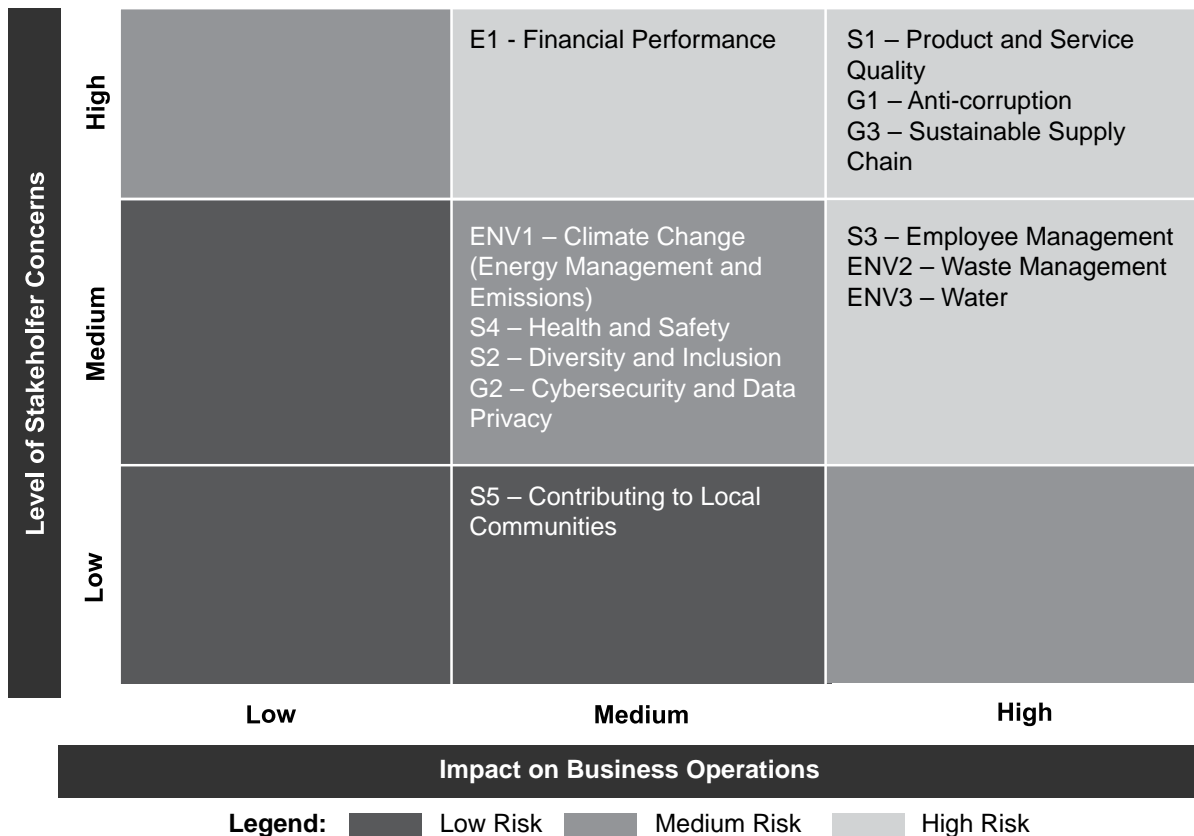 Level of Stakeholfer Concerns
High
E1 - Financial Performance
S1 – Product and Service
Quality
G1 – Anti-corruption
G3 – Sustainable Supply
Chain
Medium
ENV1 – Climate Change
(Energy Management and
Emissions)
S4 – Health and Safety
S2 – Diversity and Inclusion
G2 – Cybersecurity and Data
Privacy
S3 – Employee Management
ENV2 – Waste Management
ENV3 – Water
Low
S5 – Contributing to Local
Communities
Low
Medium
High
Impact on Business Operations
Legend: Low Risk Medium Risk High Risk